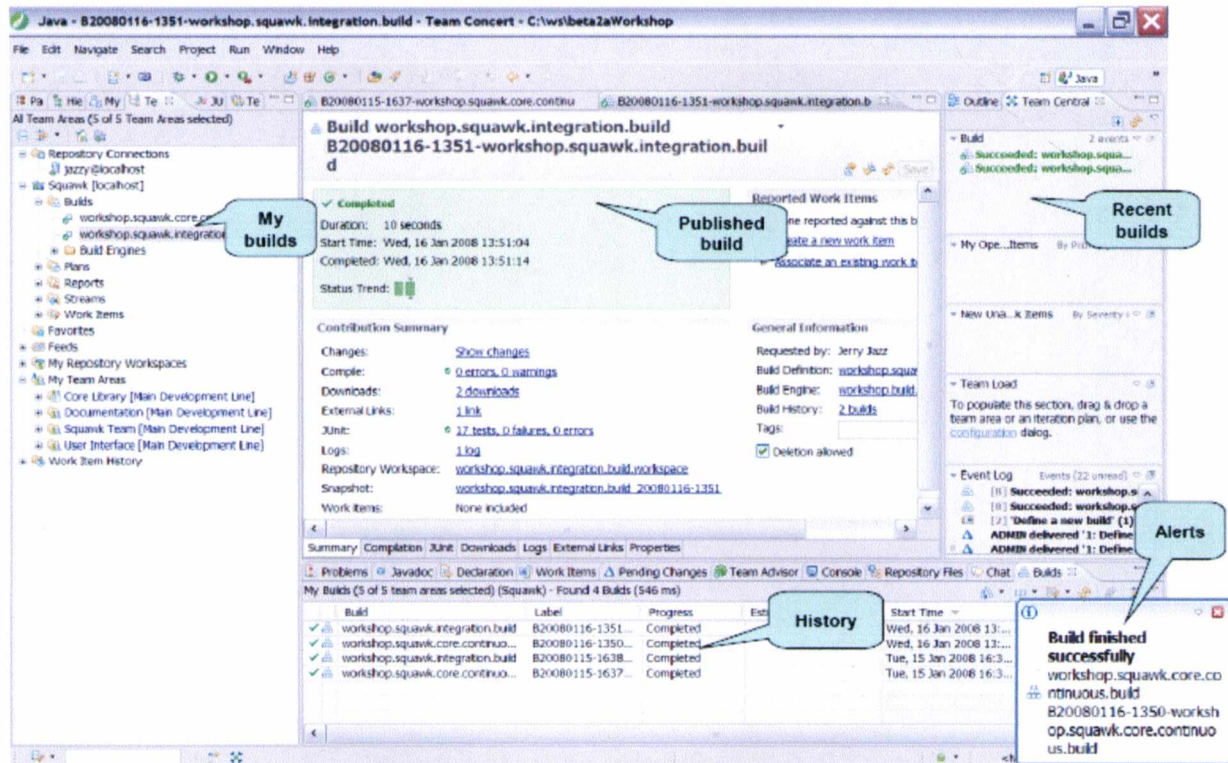 Java - B20080116-1351-workshop.squawk.integration.build - Team Concert - C:\ws\beta2aWorkshop
File Edit Navigate Search Project Run Window Help
Java
Pa Hie My Te JU Te
All Team Areas (5 of 5 Team Areas selected)
Repository Connections
jazzy@localhost
Squawk [localhost]
Builds
workshop.squawk.core.c
workshop.squawk.integration
Build Engines
Plans
Reports
Streams
Work Items
Favorites
Feeds
My Repository Workspaces
My Team Areas
Core Library [Main Development Line]
Documentation [Main Development Line]
Squawk Team [Main Development Line]
User Interface [Main Development Line]
Work Item History
My builds
B20080115-1637-workshop.squawk.core.continu
B20080116-1351-workshop.squawk.integration.b
Build workshop.squawk.integration.build
B20080116-1351-workshop.squawk.integration.buil
d
Save
Completed
Duration: 10 seconds
Start Time: Wed, 16 Jan 2008 13:51:04
Completed: Wed, 16 Jan 2008 13:51:14
Status Trend:
Published build
Reported Work Items
one reported against this b
eate a new work item
Associate an existing work it
Contribution Summary
Changes: Show changes
Compile: 0 errors, 0 warnings
Downloads: 2 downloads
External Links: 1 link
JUnit: 17 tests, 0 failures, 0 errors
Logs: 1 log
Repository Workspace: workshop.squawk.integration.build.workspace
Snapshot: workshop.squawk.integration.build_20080116-1351
Work Items: None included
General Information
Requested by: Jerry Jazz
Build Definition: workshop.squaw
Build Engine: workshop.build.
Build History: 2 builds
Tags:
Deletion allowed
Summary Compilation JUnit Downloads Logs External Links Properties
Outline Team Central
Build 2 events
Succeeded: workshop.squa...
Succeeded: workshop.squa...
Recent builds
My Ope...Items
New Una...k Items By Severity
Team Load
To populate this section, drag & drop a
team area or an iteration plan, or use the
configuration dialog.
Event Log Events (22 unread)
[8] Succeeded: workshop.s
[8] Succeeded: workshop.s
[2] 'Define a new build' (1)
ADMIN delivered '1: Define
ADMIN delivered '1: Define
Alerts
Problems Javadoc Declaration Work Items Pending Changes Team Advisor Console Repository Files Chat Builds
My Builds (5 of 5 team areas selected) (Squawk) - Found 4 Builds (546 ms)
Build Label Progress Est Start Time
workshop.squawk.integration.build B20080116-1351... Completed Wed, 16 Jan 2008 13:...
workshop.squawk.core.continuo... B20080116-1350... Completed Wed, 16 Jan 2008 13:...
workshop.squawk.integration.build B20080115-1638... Completed Tue, 15 Jan 2008 16:3...
workshop.squawk.core.continuo... B20080115-1637... Completed Tue, 15 Jan 2008 16:3...
History
Build finished
successfully
workshop.squawk.core.co
ntinuous.build
B20080116-1350-worksh
op.squawk.core.continuo
us.build